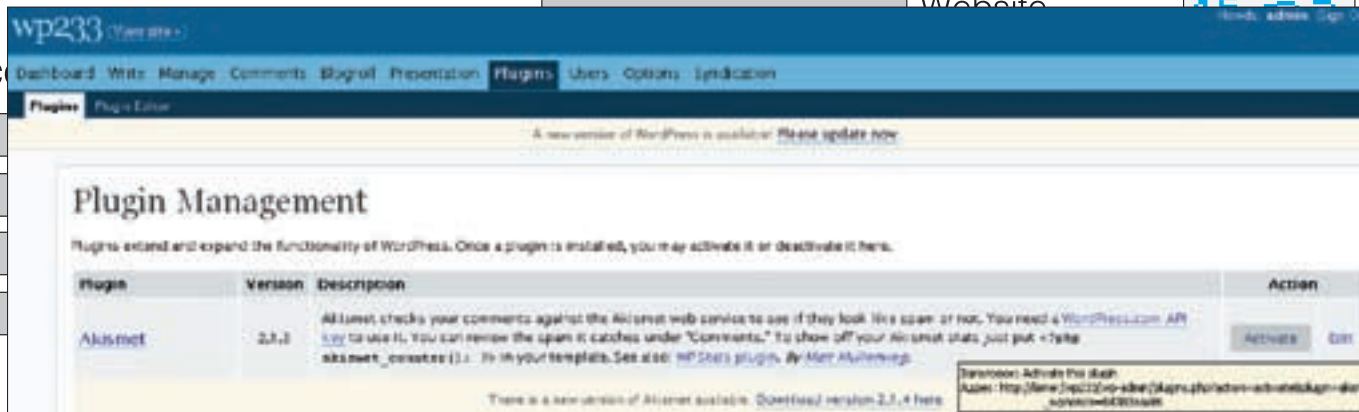 Website
wp233 (View site »)
Howdy, admin. [Sign O
Dashboard Write Manage Comments Blogroll Presentation Plugins Users Options Syndication
Plugins Plugin Editor
A new version of WordPress is available! Please update now.
Plugin Management
Plugins extend and expand the functionality of WordPress. Once a plugin is installed, you may activate it or deactivate it here.
Plugin Version Description Action
Akismet checks your comments against the Akismet web service to see if they look like spam or not. You need a WordPress.com API
Akismet key to use it. You can review the spam it catches under "Comments." To show off your Akismet stats just put <?php Activate Edit
akismet_counter(); ?> in your template. See also: WP Stats plugin. By Matt Mullenweg.
Activate this plugin
There is a new version of Akismet available. Download version 2.1.4 here